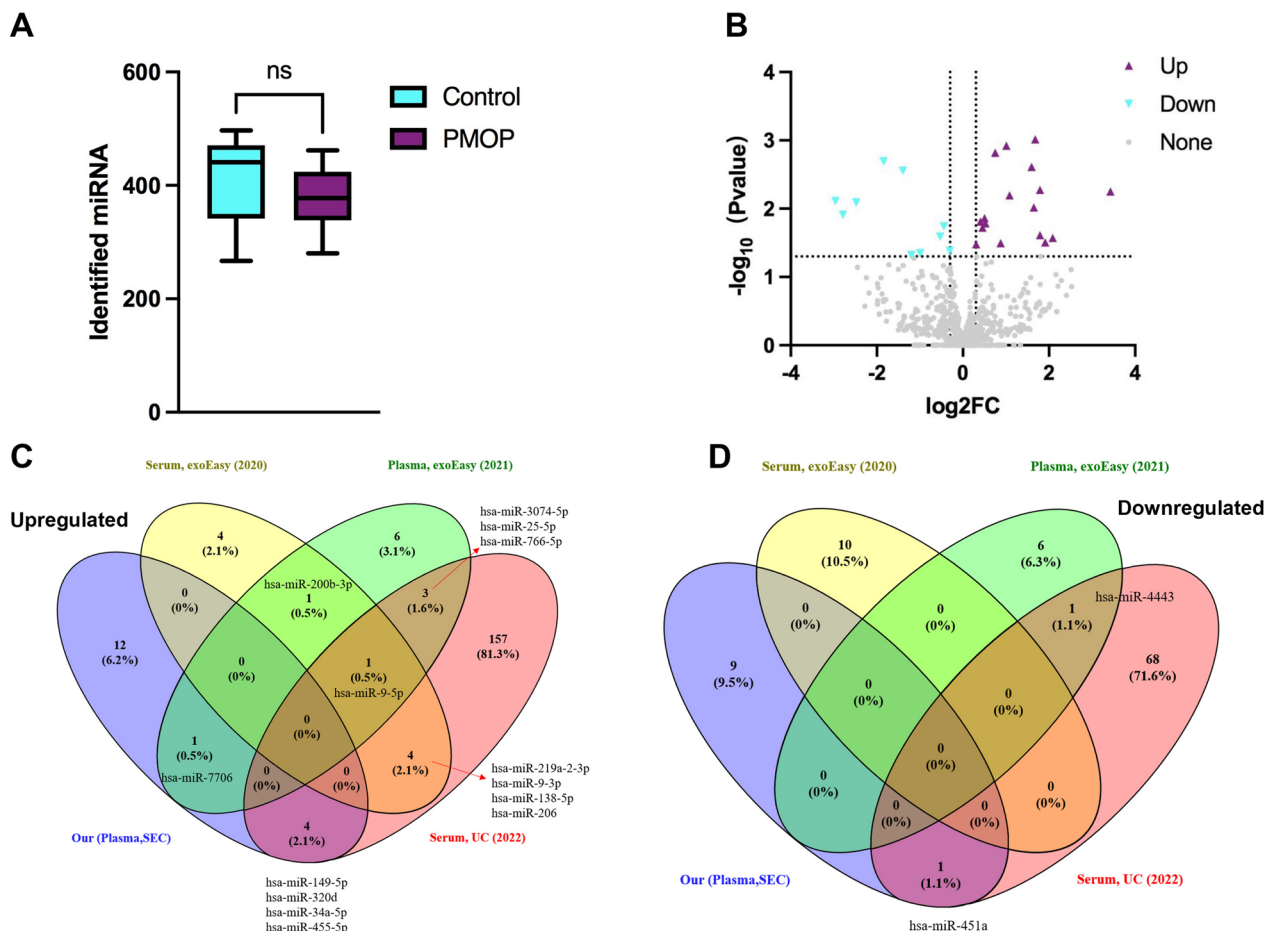 A
600
400
200
0
Identified miRNA
ns
Control
PMOP
B
4
3
2
1
0
-log10 (Pvalue)
-4
-2
0
2
4
log2FC
Up
Down
None
C
Serum, exoEasy (2020)
Plasma, exoEasy (2021)
Upregulated
hsa-miR-3074-5p
hsa-miR-25-5p
hsa-miR-766-5p
4
(2.1%)
6
(3.1%)
hsa-miR-200b-3p
1
(0.5%)
0
(0%)
3
(1.6%)
12
(6.2%)
157
(81.3%)
0
(0%)
1
(0.5%)
hsa-miR-9-5p
0
(0%)
1
(0.5%)
hsa-miR-7706
0
(0%)
0
(0%)
4
(2.1%)
hsa-miR-219a-2-3p
hsa-miR-9-3p
hsa-miR-138-5p
hsa-miR-206
Our (Plasma,SEC)
4
(2.1%)
Serum, UC (2022)
hsa-miR-149-5p
hsa-miR-320d
hsa-miR-34a-5p
hsa-miR-455-5p
D
Serum, exoEasy (2020)
Plasma, exoEasy (2021)
Downregulated
10
(10.5%)
6
(6.3%)
0
(0%)
0
(0%)
1
(1.1%)
hsa-miR-4443
9
(9.5%)
68
(71.6%)
0
(0%)
0
(0%)
0
(0%)
0
(0%)
0
(0%)
0
(0%)
0
(0%)
Our (Plasma,SEC)
1
(1.1%)
Serum, UC (2022)
hsa-miR-451a